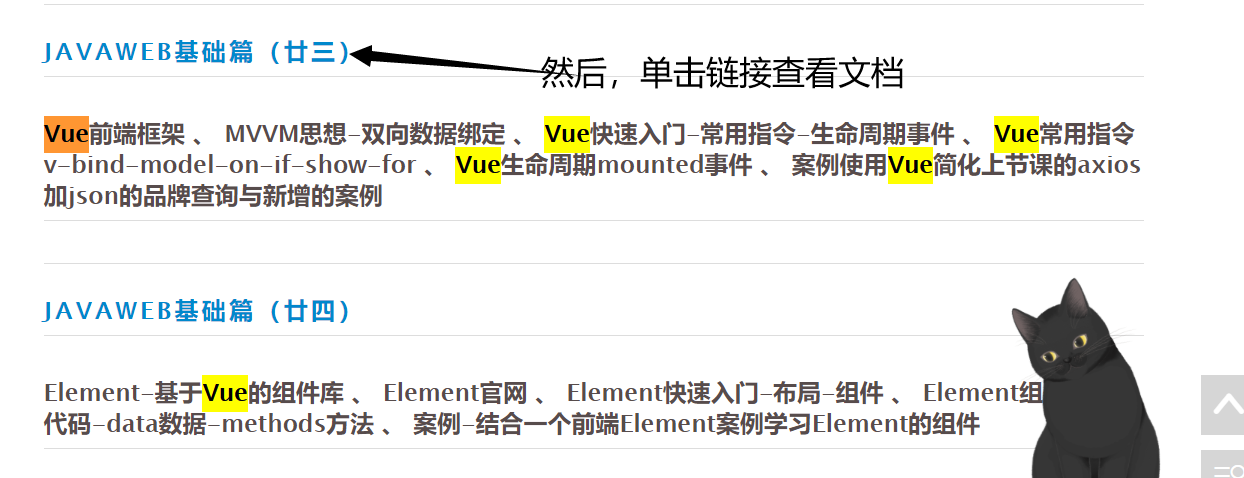 JAVAWEB基础篇（廿三）
然后，单击链接查看文档
Vue前端框架 、 MVVM思想-双向数据绑定 、 Vue快速入门-常用指令-生命周期事件 、 Vue常用指令
v-bind-model-on-if-show-for 、 Vue生命周期mounted事件 、 案例使用Vue简化上节课的axios
加json的品牌查询与新增的案例
JAVAWEB基础篇（廿四）
Element-基于Vue的组件库 、 Element官网 、 Element快速入门-布局-组件 、 Element组
代码-data数据-methods方法 、 案例-结合一个前端Element案例学习Element的组件